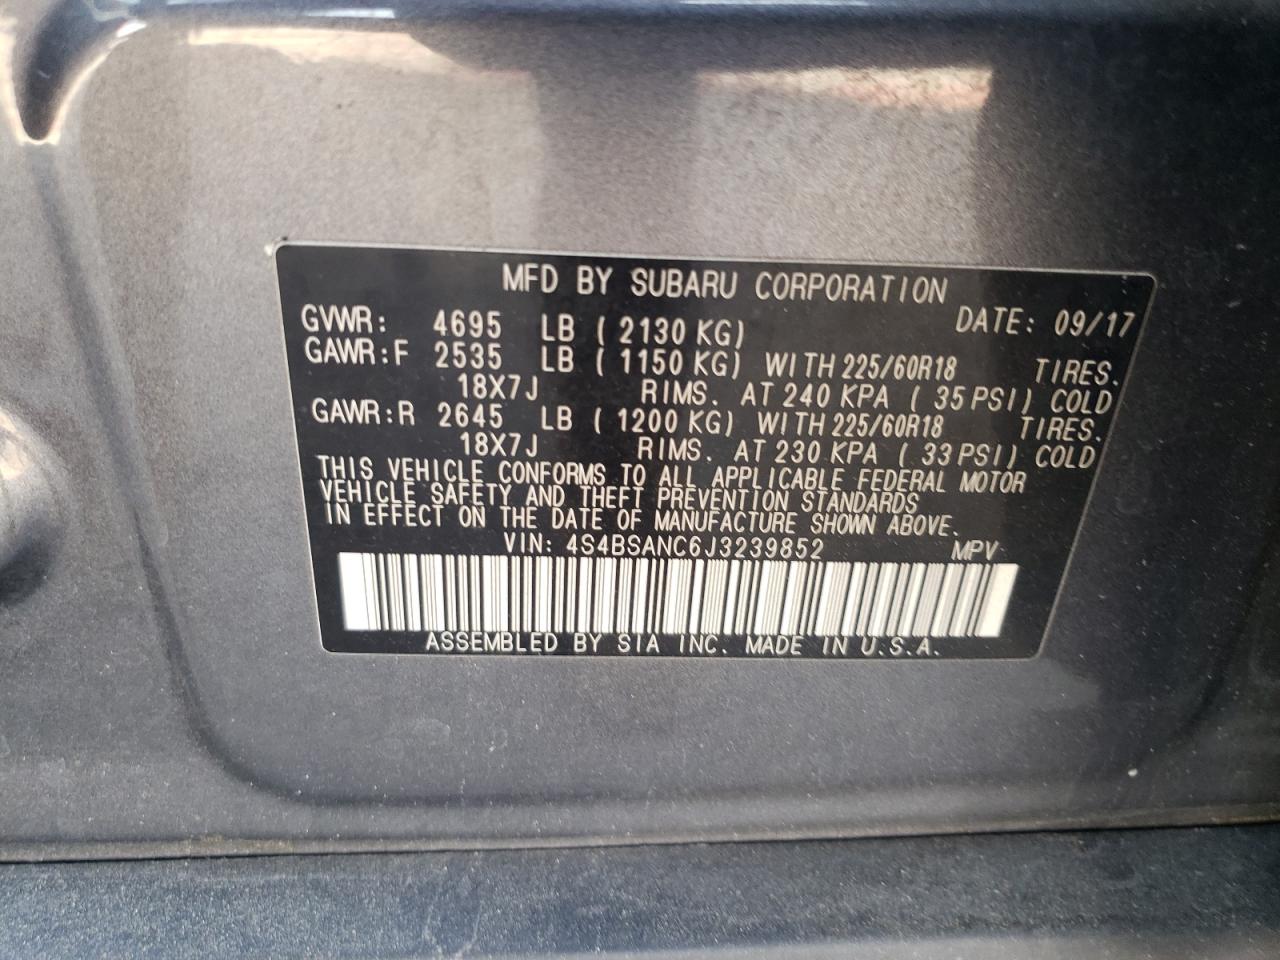 MFD BY SUBARU CORPORATION
GVWR: 4695 LB ( 2130 KG) DATE: 09/17
GAWR:F 2535 LB ( 1150 KG) WITH 225/60R18 TIRES.
18X7J RIMS. AT 240 KPA ( 35 PSI) COLD
GAWR:R 2645 LB ( 1200 KG) WITH 225/60R18 TIRES.
18X7J RIMS. AT 230 KPA ( 33 PSI) COLD
THIS VEHICLE CONFORMS TO ALL APPLICABLE FEDERAL MOTOR
VEHICLE SAFETY AND THEFT PREVENTION STANDARDS
IN EFFECT ON THE DATE OF MANUFACTURE SHOWN ABOVE.
VIN: 4S4BSANC6J3239852 MPV
ASSEMBLED BY SIA INC. MADE IN U.S.A.